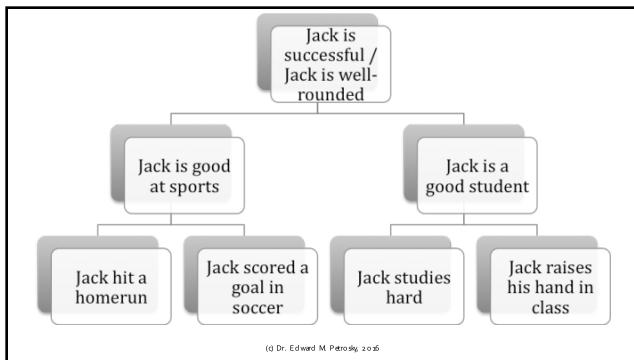 Jack is
successful /
Jack is well-
rounded
Jack is good
at sports
Jack is a
good student
Jack hit a
homerun
Jack scored a
goal in
soccer
Jack studies
hard
Jack raises
his hand in
class
(c) Dr. Edward M. Petrosky, 2016